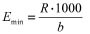 E_min = R·1000 / b